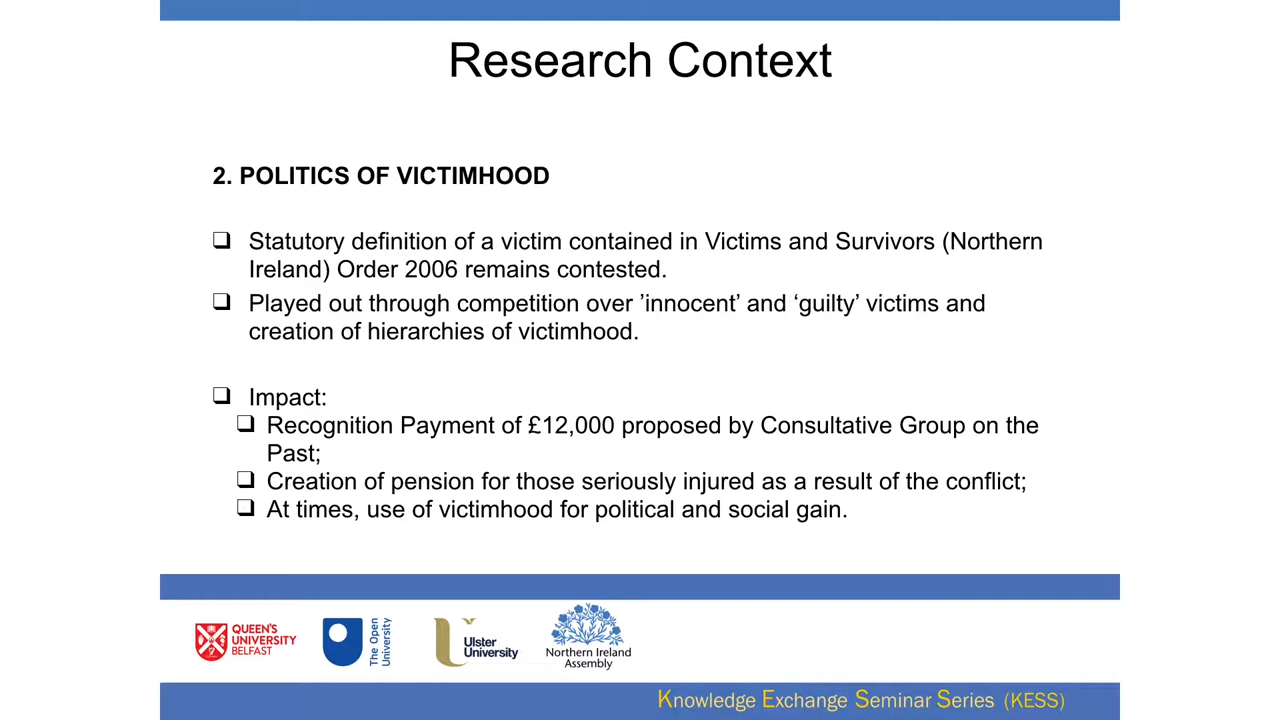 Research Context
2. POLITICS OF VICTIMHOOD
❑ Statutory definition of a victim contained in Victims and Survivors (Northern
Ireland) Order 2006 remains contested.
❑ Played out through competition over ’innocent’ and ‘guilty’ victims and
creation of hierarchies of victimhood.
❑ Impact:
❑ Recognition Payment of £12,000 proposed by Consultative Group on the
Past;
❑ Creation of pension for those seriously injured as a result of the conflict;
❑ At times, use of victimhood for political and social gain.
QUEEN'S
UNIVERSITY
BELFAST
The Open
University
Ulster
University
Northern Ireland
Assembly
Knowledge Exchange Seminar Series (KESS)